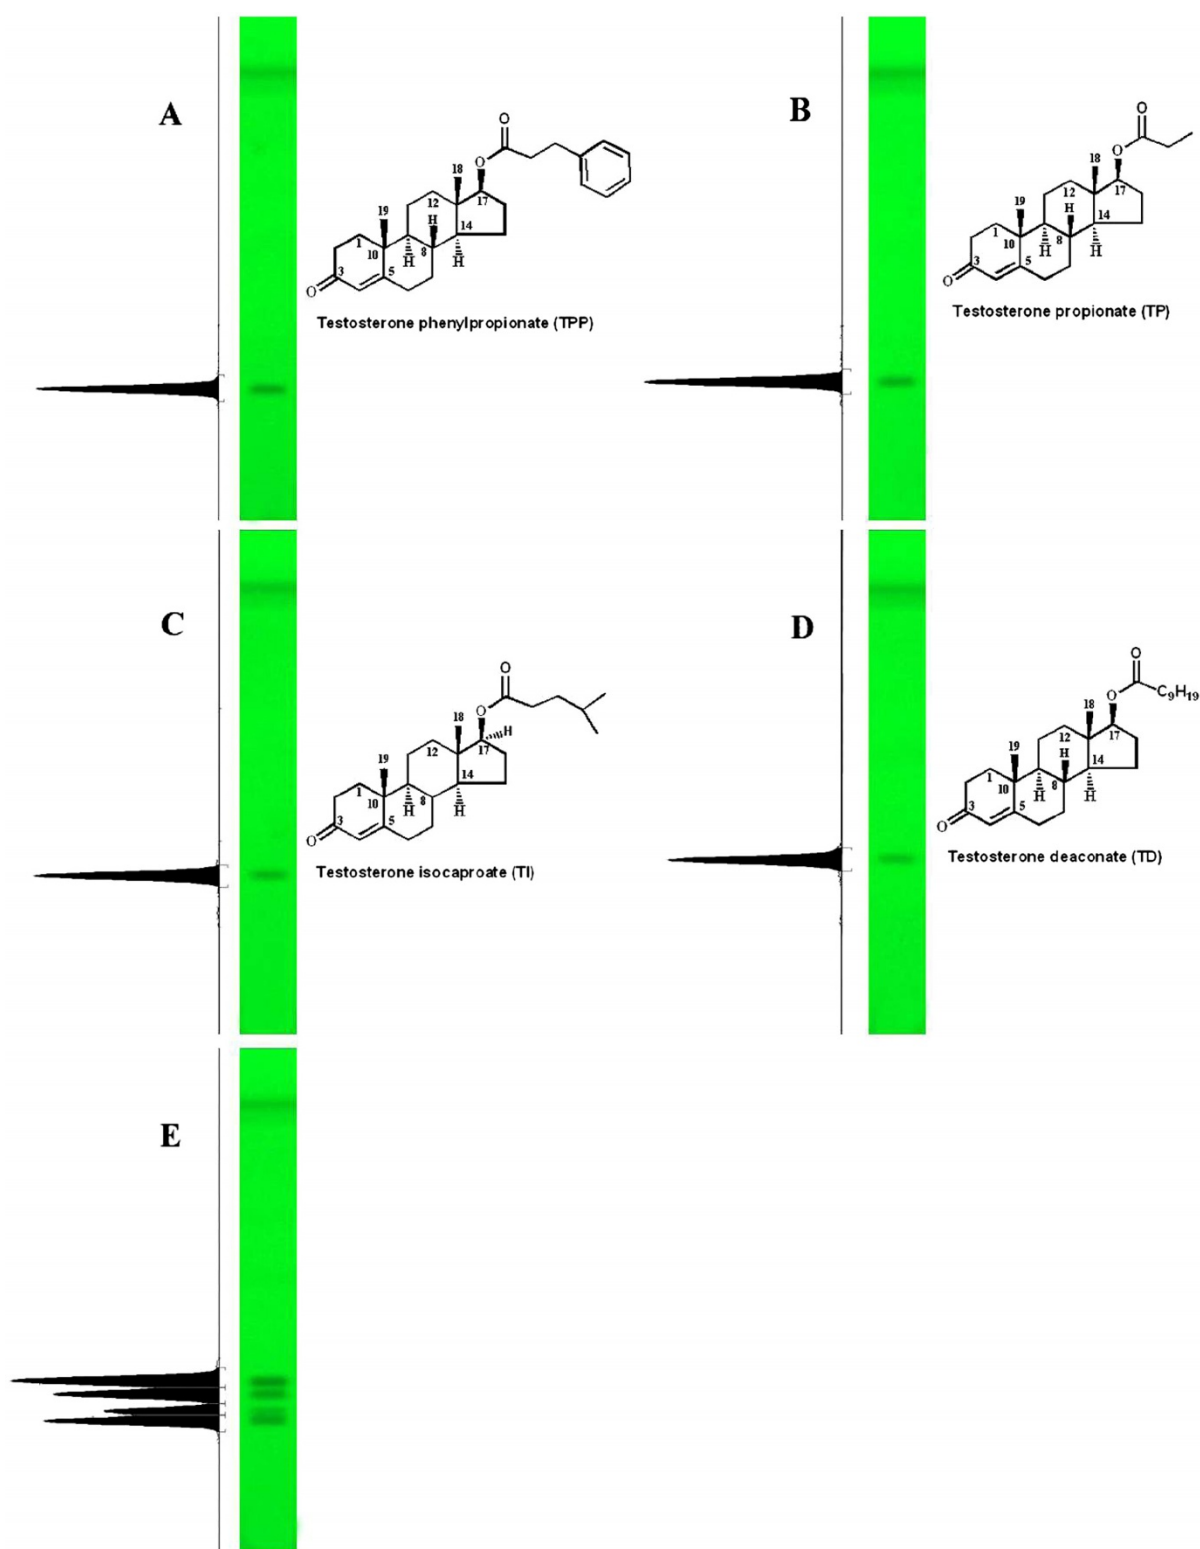 A
O
O
18
12
17
19
H
14
1
10
8
H
H
3
5
O
Testosterone phenylpropionate (TPP)
B
O
O
18
12
17
19
H
14
1
10
8
H
H
3
5
O
Testosterone propionate (TP)
C
O
O
18
H
12
17
19
14
1
10
8
H
H
3
5
O
Testosterone isocaproate (TI)
D
O
C₉H₁₉
O
18
12
17
19
H
14
1
10
8
H
H
3
5
O
Testosterone deaconate (TD)
E